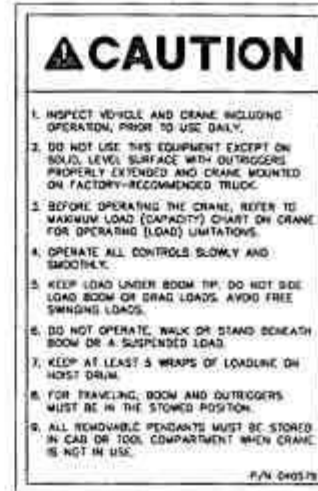 CAUTION
1. INSPECT VEHICLE AND CRANE INCLUDING
OPERATION, PRIOR TO USE DAILY.
2. DO NOT USE THIS EQUIPMENT EXCEPT ON
SOLID, LEVEL SURFACE WITH OUTRIGGERS
PROPERLY EXTENDED AND CRANE MOUNTED
ON FACTORY-RECOMMENDED TRUCK.
3. BEFORE OPERATING THE CRANE, REFER TO
MAXIMUM LOAD (CAPACITY) CHART ON CRANE
FOR OPERATING (LOAD) LIMITATIONS.
4. OPERATE ALL CONTROLS SLOWLY AND
SMOOTHLY.
5. KEEP LOAD UNDER BOOM TIP. DO NOT SIDE
LOAD BOOM OR DRAG LOADS. AVOID FREE
SWINGING LOADS.
6. DO NOT OPERATE, WALK OR STAND BENEATH
BOOM OR A SUSPENDED LOAD.
7. KEEP AT LEAST 5 WRAPS OF LOADLINE ON
HOIST DRUM.
8. FOR TRAVELING, BOOM AND OUTRIGGERS
MUST BE IN THE STOWED POSITION.
9. ALL REMOVABLE PENDANTS MUST BE STORED
IN CAB OR TOOL COMPARTMENT WHEN CRANE
IS NOT IN USE.
P/N